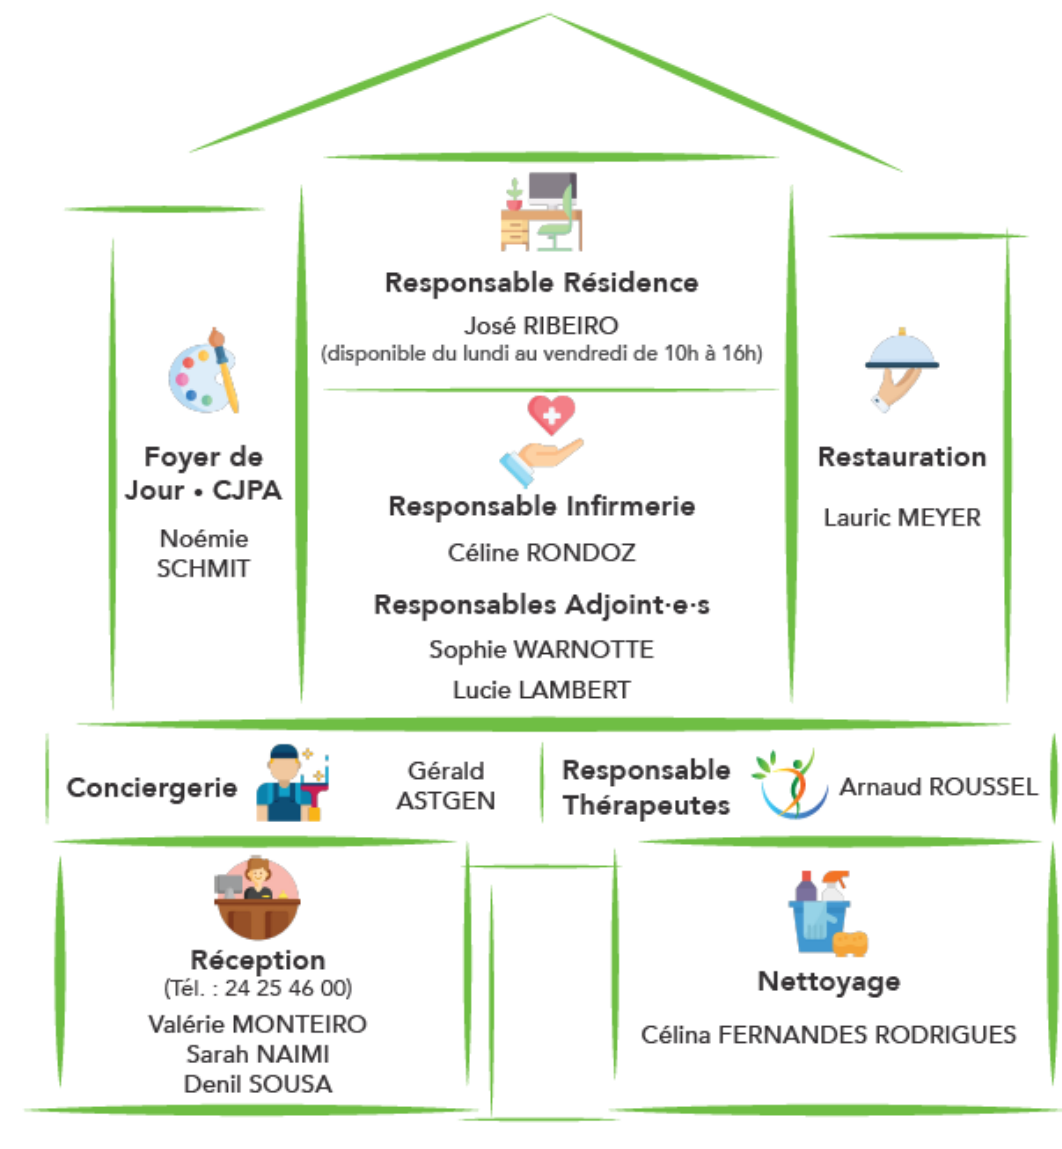 Responsable Résidence
José RIBEIRO
(disponible du lundi au vendredi de 10h à 16h)
Foyer de
Jour • CJPA
Noémie
SCHMIT
Responsable Infirmerie
Céline RONDOZ
Responsables Adjoint·e·s
Sophie WARNOTTE
Lucie LAMBERT
Restauration
Lauric MEYER
Conciergerie
Gérald
ASTGEN
Responsable
Thérapeutes
Arnaud ROUSSEL
Réception
(Tél. : 24 25 46 00)
Valérie MONTEIRO
Sarah NAIMI
Denil SOUSA
Nettoyage
Célina FERNANDES RODRIGUES